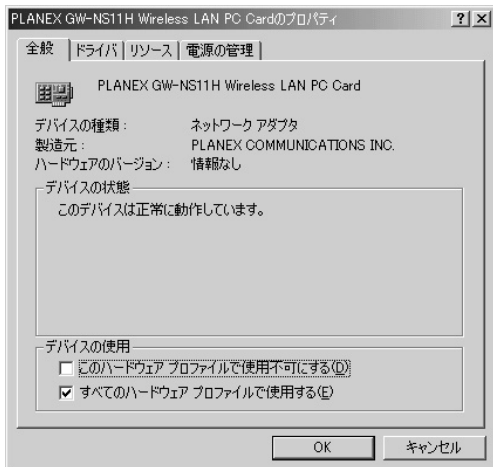 PLANEX GW-NS11H Wireless LAN PC Cardのプロパティ
全般 ドライバ リソース 電源の管理
PLANEX GW-NS11H Wireless LAN PC Card
デバイスの種類： ネットワーク アダプタ
製造元： PLANEX COMMUNICATIONS INC.
ハードウェアのバージョン： 情報なし
デバイスの状態
このデバイスは正常に動作しています。
デバイスの使用
このハードウェア プロファイルで使用不可にする(D)
すべてのハードウェア プロファイルで使用する(E)
OK キャンセル